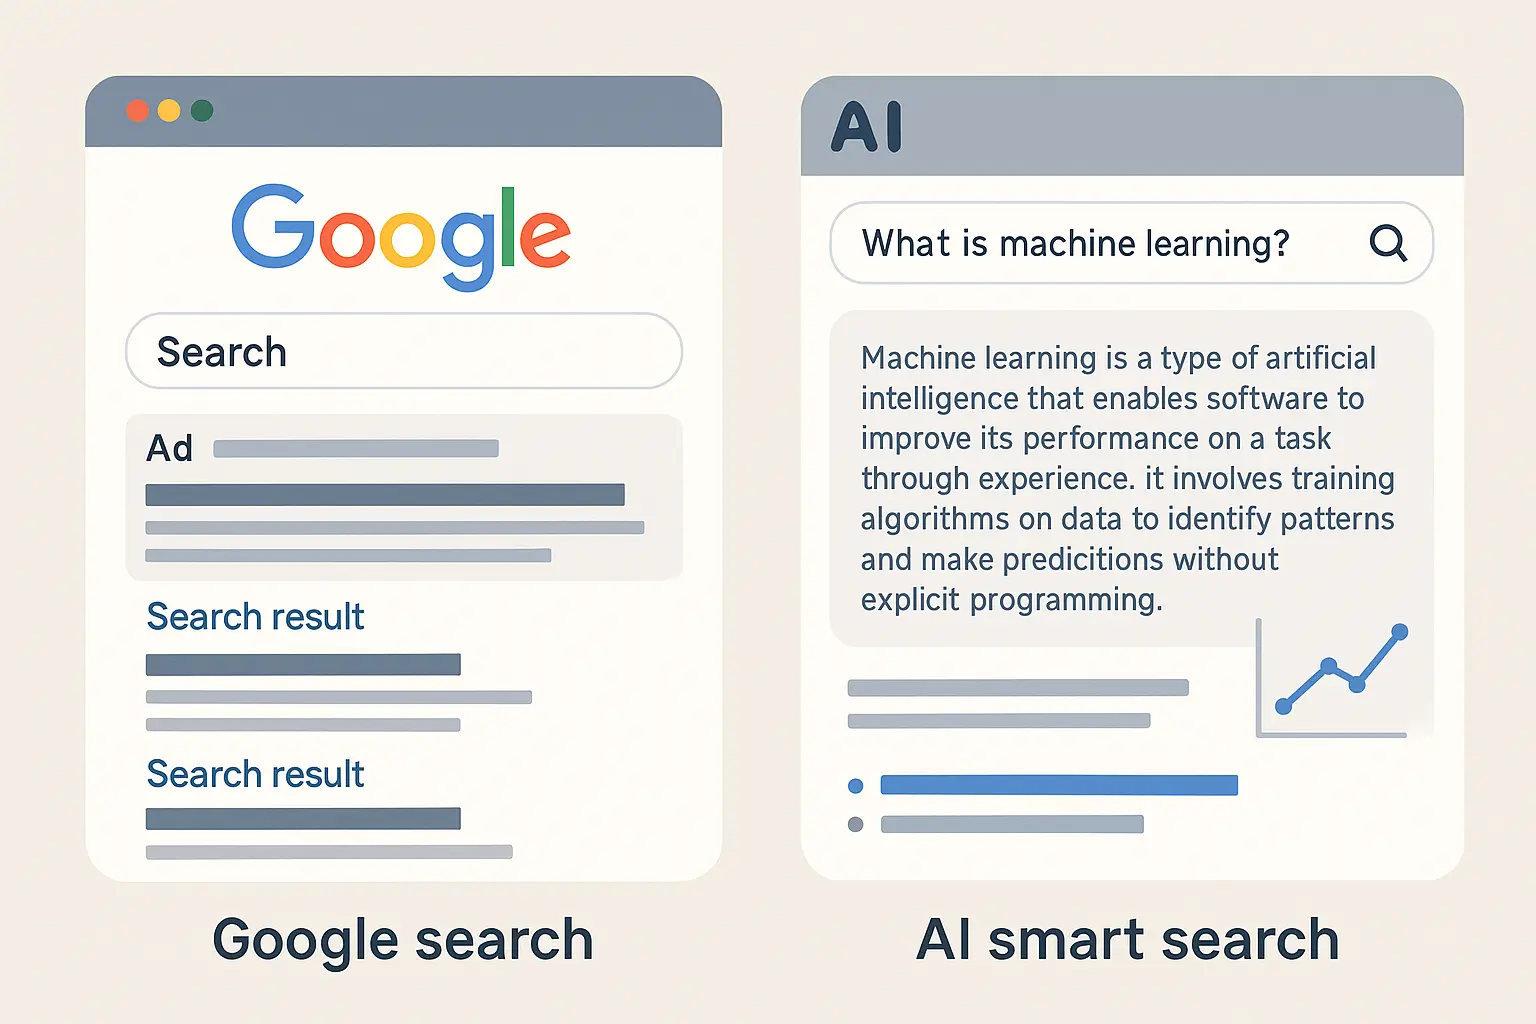 Google
Search
Ad
Search result
Search result
Google search
AI
What is machine learning?
Machine learning is a type of artificial
intelligence that enables software to
improve its performance on a task
through experience. it involves training
algorithms on data to identify patterns
and make predicitions without
explicit programming.
AI smart search